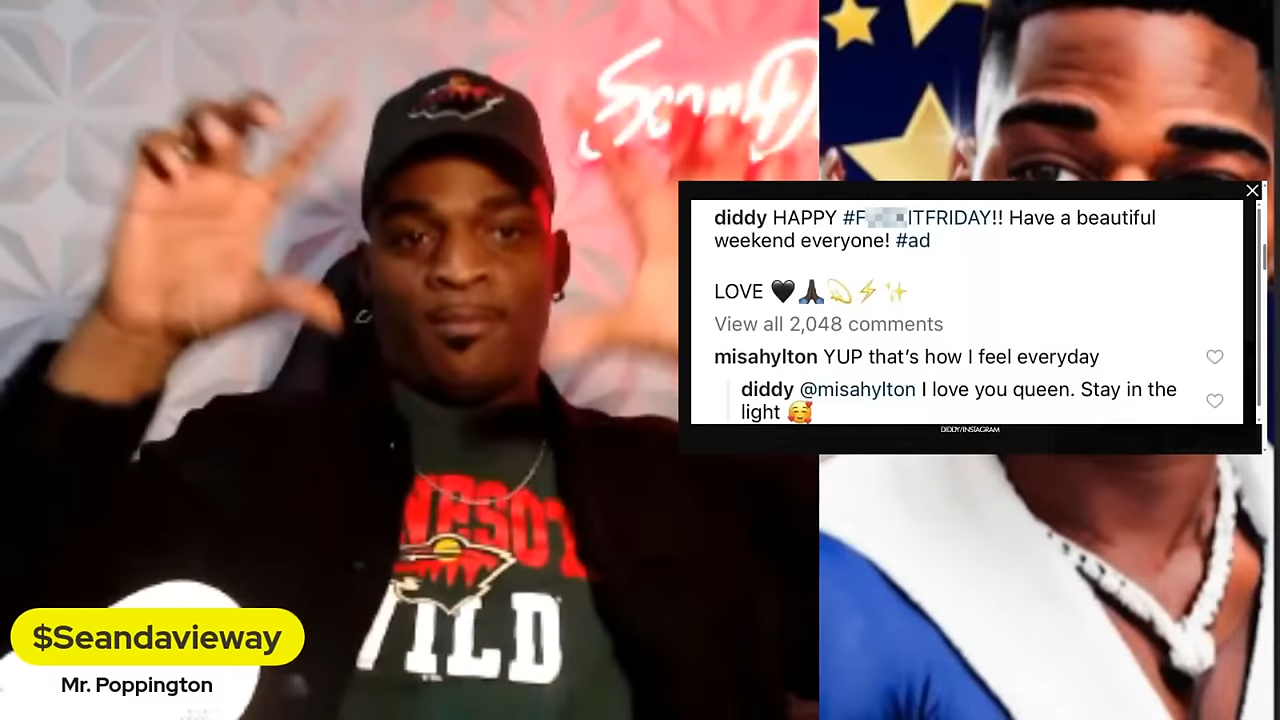 diddy HAPPY #F ITFRIDAY!! Have a beautiful
weekend everyone! #ad
LOVE 🖤🙏🏿💫⚡✨
View all 2,048 comments
misahylton YUP that's how I feel everyday
diddy @misahylton I love you queen. Stay in the
light 🥰
DIDDY/INSTAGRAM
WILD
$Seandavieway
Mr. Poppington